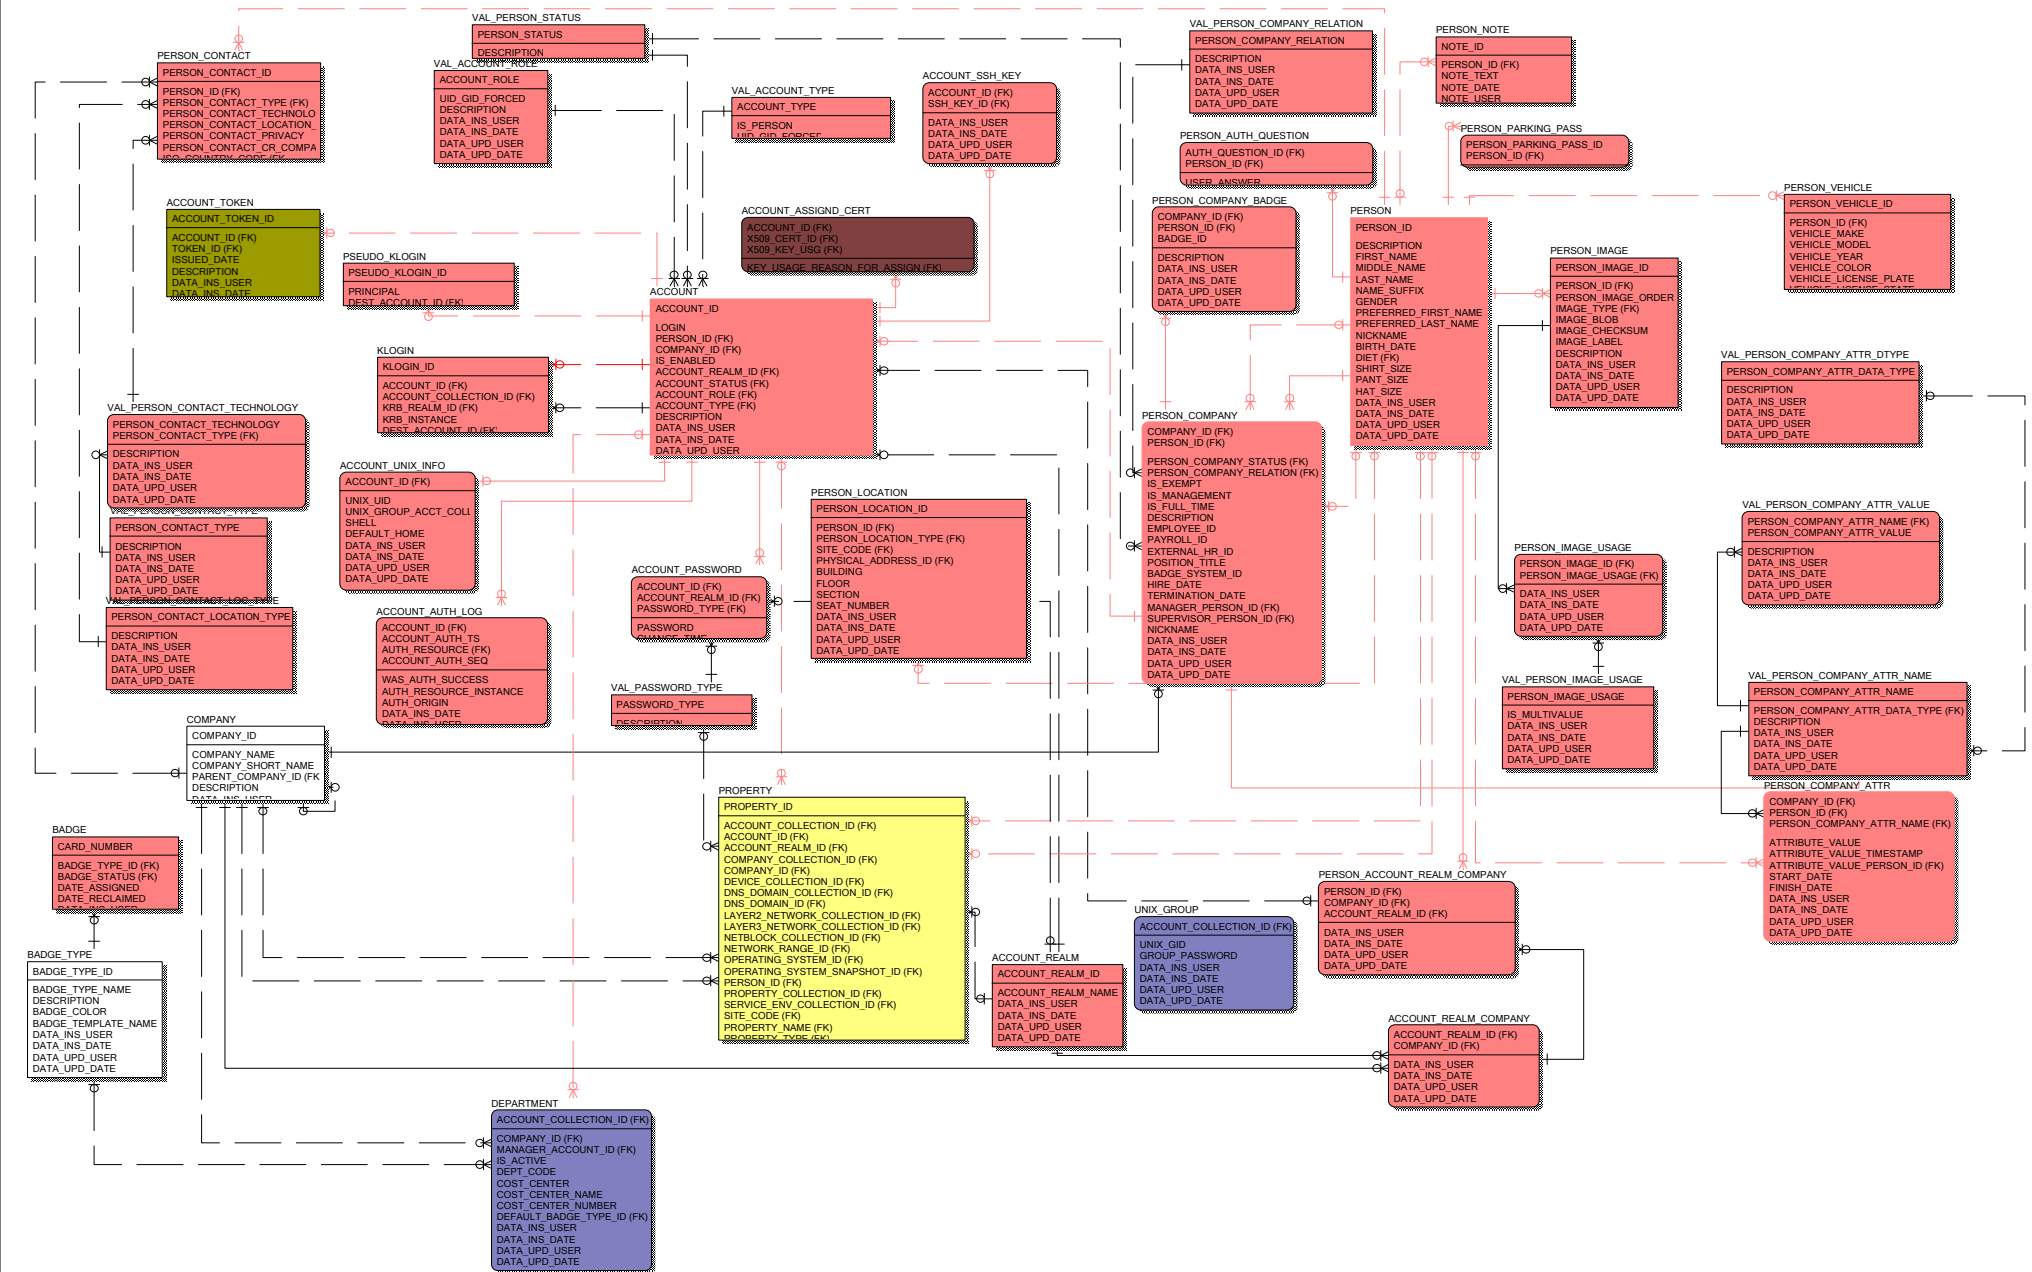 VAL_PERSON_STATUS
PERSON_STATUS
DESCRIPTION
VAL_PERSON_COMPANY_RELATION
PERSON_COMPANY_RELATION
DESCRIPTION
DATA_INS_USER
DATA_INS_DATE
DATA_UPD_USER
DATA_UPD_DATE
PERSON_NOTE
NOTE_ID
PERSON_ID (FK)
NOTE_TEXT
NOTE_DATE
NOTE_USER
PERSON_CONTACT
PERSON_CONTACT_ID
PERSON_ID (FK)
PERSON_CONTACT_TYPE (FK)
PERSON_CONTACT_TECHNOLO
PERSON_CONTACT_LOCATION_
PERSON_CONTACT_PRIVACY
PERSON_CONTACT_CR_COMPA
ISO_COUNTRY_CODE (FK
VAL_ACCOUNT_ROLE
ACCOUNT_ROLE
UID_GID_FORCED
DESCRIPTION
DATA_INS_USER
DATA_INS_DATE
DATA_UPD_USER
DATA_UPD_DATE
VAL_ACCOUNT_TYPE
ACCOUNT_TYPE
IS_PERSON
UID_GID_FORCED
ACCOUNT_SSH_KEY
ACCOUNT_ID (FK)
SSH_KEY_ID (FK)
DATA_INS_USER
DATA_INS_DATE
DATA_UPD_USER
DATA_UPD_DATE
PERSON_AUTH_QUESTION
AUTH_QUESTION_ID (FK)
PERSON_ID (FK)
USER_ANSWER
PERSON_PARKING_PASS
PERSON_PARKING_PASS_ID
PERSON_ID (FK)
PERSON_VEHICLE
PERSON_VEHICLE_ID
PERSON_ID (FK)
VEHICLE_MAKE
VEHICLE_MODEL
VEHICLE_YEAR
VEHICLE_COLOR
VEHICLE_LICENSE_PLATE
VEHICLE_LICENSE_STATE
ACCOUNT_TOKEN
ACCOUNT_TOKEN_ID
ACCOUNT_ID (FK)
TOKEN_ID (FK)
ISSUED_DATE
DESCRIPTION
DATA_INS_USER
DATA_INS_DATE
ACCOUNT_ASSIGND_CERT
ACCOUNT_ID (FK)
X509_CERT_ID (FK)
X509_KEY_USG (FK)
KEY_USAGE_REASON_FOR_ASSIGN (FK)
PERSON_COMPANY_BADGE
COMPANY_ID (FK)
PERSON_ID (FK)
BADGE_ID
DESCRIPTION
DATA_INS_USER
DATA_INS_DATE
DATA_UPD_USER
DATA_UPD_DATE
PERSON
PERSON_ID
DESCRIPTION
FIRST_NAME
MIDDLE_NAME
LAST_NAME
NAME_SUFFIX
GENDER
PREFERRED_FIRST_NAME
PREFERRED_LAST_NAME
NICKNAME
BIRTH_DATE
DIET (FK)
SHIRT_SIZE
PANT_SIZE
HAT_SIZE
DATA_INS_USER
DATA_INS_DATE
DATA_UPD_USER
DATA_UPD_DATE
PERSON_IMAGE
PERSON_IMAGE_ID
PERSON_ID (FK)
PERSON_IMAGE_ORDER
IMAGE_TYPE (FK)
IMAGE_BLOB
IMAGE_CHECKSUM
IMAGE_LABEL
DESCRIPTION
DATA_INS_USER
DATA_INS_DATE
DATA_UPD_USER
DATA_UPD_DATE
PSEUDO_KLOGIN
PSEUDO_KLOGIN_ID
PRINCIPAL
DEST_ACCOUNT_ID (FK)
ACCOUNT
ACCOUNT_ID
LOGIN
PERSON_ID (FK)
COMPANY_ID (FK)
IS_ENABLED
ACCOUNT_REALM_ID (FK)
ACCOUNT_STATUS (FK)
ACCOUNT_ROLE (FK)
ACCOUNT_TYPE (FK)
DESCRIPTION
DATA_INS_USER
DATA_INS_DATE
DATA_UPD_USER
KLOGIN
KLOGIN_ID
ACCOUNT_ID (FK)
ACCOUNT_COLLECTION_ID (FK)
KRB_REALM_ID (FK)
KRB_INSTANCE
DEST_ACCOUNT_ID (FK)
VAL_PERSON_COMPANY_ATTR_DTYPE
PERSON_COMPANY_ATTR_DATA_TYPE
DESCRIPTION
DATA_INS_USER
DATA_INS_DATE
DATA_UPD_USER
DATA_UPD_DATE
VAL_PERSON_CONTACT_TECHNOLOGY
PERSON_CONTACT_TECHNOLOGY
PERSON_CONTACT_TYPE (FK)
DESCRIPTION
DATA_INS_USER
DATA_INS_DATE
DATA_UPD_USER
DATA_UPD_DATE
VAL_PERSON_CONTACT_TYPE
PERSON_CONTACT_TYPE
DESCRIPTION
DATA_INS_USER
DATA_INS_DATE
DATA_UPD_USER
DATA_UPD_DATE
VAL_PERSON_CONTACT_LOC_TYPE
PERSON_CONTACT_LOCATION_TYPE
DESCRIPTION
DATA_INS_USER
DATA_INS_DATE
DATA_UPD_USER
DATA_UPD_DATE
ACCOUNT_UNIX_INFO
ACCOUNT_ID (FK)
UNIX_UID
UNIX_GROUP_ACCT_COLL
SHELL
DEFAULT_HOME
DATA_INS_USER
DATA_INS_DATE
DATA_UPD_USER
DATA_UPD_DATE
ACCOUNT_AUTH_LOG
ACCOUNT_ID (FK)
ACCOUNT_AUTH_TS
AUTH_RESOURCE (FK)
ACCOUNT_AUTH_SEQ
WAS_AUTH_SUCCESS
AUTH_RESOURCE_INSTANCE
AUTH_ORIGIN
DATA_INS_DATE
DATA_INS_USER
ACCOUNT_PASSWORD
ACCOUNT_ID (FK)
ACCOUNT_REALM_ID (FK)
PASSWORD_TYPE (FK)
PASSWORD
CHANGE_TIME
VAL_PASSWORD_TYPE
PASSWORD_TYPE
DESCRIPTION
PERSON_LOCATION
PERSON_LOCATION_ID
PERSON_ID (FK)
PERSON_LOCATION_TYPE (FK)
SITE_CODE (FK)
PHYSICAL_ADDRESS_ID (FK)
BUILDING
FLOOR
SECTION
SEAT_NUMBER
DATA_INS_USER
DATA_INS_DATE
DATA_UPD_USER
DATA_UPD_DATE
PERSON_COMPANY
COMPANY_ID (FK)
PERSON_ID (FK)
PERSON_COMPANY_STATUS (FK)
PERSON_COMPANY_RELATION (FK)
IS_EXEMPT
IS_MANAGEMENT
IS_FULL_TIME
DESCRIPTION
EMPLOYEE_ID
PAYROLL_ID
EXTERNAL_HR_ID
POSITION_TITLE
BADGE_SYSTEM_ID
HIRE_DATE
TERMINATION_DATE
MANAGER_PERSON_ID (FK)
SUPERVISOR_PERSON_ID (FK)
NICKNAME
DATA_INS_USER
DATA_INS_DATE
DATA_UPD_USER
DATA_UPD_DATE
PERSON_IMAGE_USAGE
PERSON_IMAGE_ID (FK)
PERSON_IMAGE_USAGE (FK)
DATA_INS_USER
DATA_INS_DATE
DATA_UPD_USER
DATA_UPD_DATE
VAL_PERSON_IMAGE_USAGE
PERSON_IMAGE_USAGE
IS_MULTIVALUE
DATA_INS_USER
DATA_INS_DATE
DATA_UPD_USER
DATA_UPD_DATE
VAL_PERSON_COMPANY_ATTR_VALUE
PERSON_COMPANY_ATTR_NAME (FK)
PERSON_COMPANY_ATTR_VALUE
DESCRIPTION
DATA_INS_USER
DATA_INS_DATE
DATA_UPD_USER
DATA_UPD_DATE
VAL_PERSON_COMPANY_ATTR_NAME
PERSON_COMPANY_ATTR_NAME
PERSON_COMPANY_ATTR_DATA_TYPE (FK)
DESCRIPTION
DATA_INS_USER
DATA_INS_DATE
DATA_UPD_USER
DATA_UPD_DATE
PERSON_COMPANY_ATTR
COMPANY_ID (FK)
PERSON_ID (FK)
PERSON_COMPANY_ATTR_NAME (FK)
ATTRIBUTE_VALUE
ATTRIBUTE_VALUE_TIMESTAMP
ATTRIBUTE_VALUE_PERSON_ID (FK)
START_DATE
FINISH_DATE
DATA_INS_USER
DATA_INS_DATE
DATA_UPD_USER
DATA_UPD_DATE
COMPANY
COMPANY_ID
COMPANY_NAME
COMPANY_SHORT_NAME
PARENT_COMPANY_ID (FK
DESCRIPTION
DATA_INS_USER
BADGE
CARD_NUMBER
BADGE_TYPE_ID (FK)
BADGE_STATUS (FK)
DATE_ASSIGNED
DATE_RECLAIMED
DATA_INS_USER
BADGE_TYPE
BADGE_TYPE_ID
BADGE_TYPE_NAME
DESCRIPTION
BADGE_COLOR
BADGE_TEMPLATE_NAME
DATA_INS_USER
DATA_INS_DATE
DATA_UPD_USER
DATA_UPD_DATE
PROPERTY
PROPERTY_ID
ACCOUNT_COLLECTION_ID (FK)
ACCOUNT_ID (FK)
ACCOUNT_REALM_ID (FK)
COMPANY_COLLECTION_ID (FK)
COMPANY_ID (FK)
DEVICE_COLLECTION_ID (FK)
DNS_DOMAIN_COLLECTION_ID (FK)
DNS_DOMAIN_ID (FK)
LAYER2_NETWORK_COLLECTION_ID (FK)
LAYER3_NETWORK_COLLECTION_ID (FK)
NETBLOCK_COLLECTION_ID (FK)
NETWORK_RANGE_ID (FK)
OPERATING_SYSTEM_ID (FK)
OPERATING_SYSTEM_SNAPSHOT_ID (FK)
PERSON_ID (FK)
PROPERTY_COLLECTION_ID (FK)
SERVICE_ENV_COLLECTION_ID (FK)
SITE_CODE (FK)
PROPERTY_NAME (FK)
PROPERTY_TYPE (FK)
ACCOUNT_REALM
ACCOUNT_REALM_ID
ACCOUNT_REALM_NAME
DATA_INS_USER
DATA_INS_DATE
DATA_UPD_USER
DATA_UPD_DATE
UNIX_GROUP
ACCOUNT_COLLECTION_ID (FK)
UNIX_GID
GROUP_PASSWORD
DATA_INS_USER
DATA_INS_DATE
DATA_UPD_USER
DATA_UPD_DATE
PERSON_ACCOUNT_REALM_COMPANY
PERSON_ID (FK)
COMPANY_ID (FK)
ACCOUNT_REALM_ID (FK)
DATA_INS_USER
DATA_INS_DATE
DATA_UPD_USER
DATA_UPD_DATE
ACCOUNT_REALM_COMPANY
ACCOUNT_REALM_ID (FK)
COMPANY_ID (FK)
DATA_INS_USER
DATA_INS_DATE
DATA_UPD_USER
DATA_UPD_DATE
DEPARTMENT
ACCOUNT_COLLECTION_ID (FK)
COMPANY_ID (FK)
MANAGER_ACCOUNT_ID (FK)
IS_ACTIVE
DEPT_CODE
COST_CENTER
COST_CENTER_NAME
COST_CENTER_NUMBER
DEFAULT_BADGE_TYPE_ID (FK)
DATA_INS_USER
DATA_INS_DATE
DATA_UPD_USER
DATA_UPD_DATE